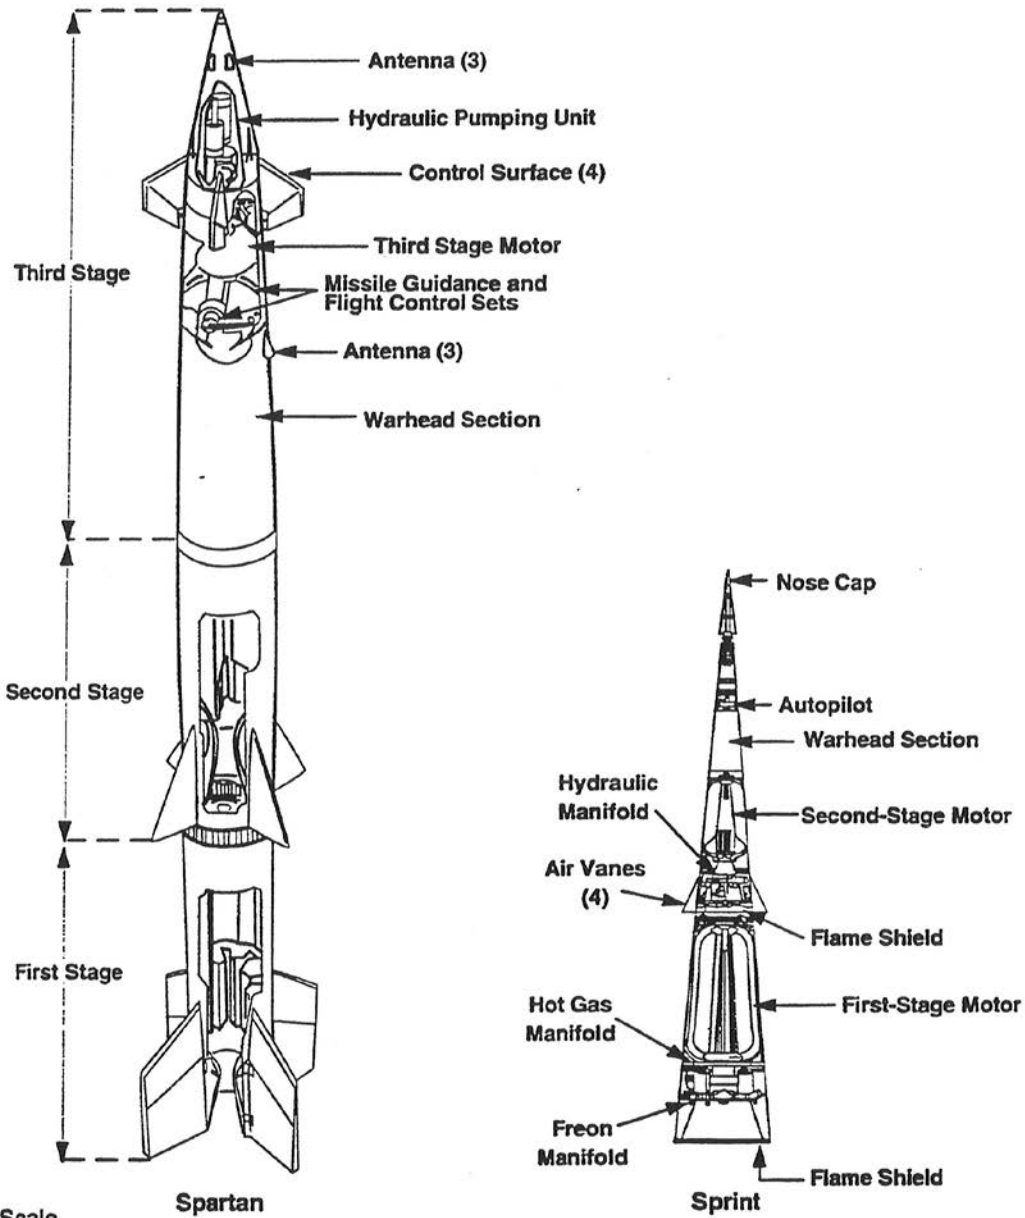 Antenna (3)
Hydraulic Pumping Unit
Control Surface (4)
Third Stage Motor
Third Stage
Missile Guidance and
Flight Control Sets
Antenna (3)
Warhead Section
Second Stage
First Stage
Spartan
Scale
Nose Cap
Autopilot
Warhead Section
Hydraulic
Manifold
Second-Stage Motor
Air Vanes
(4)
Flame Shield
Hot Gas
Manifold
First-Stage Motor
Freon
Manifold
Flame Shield
Sprint